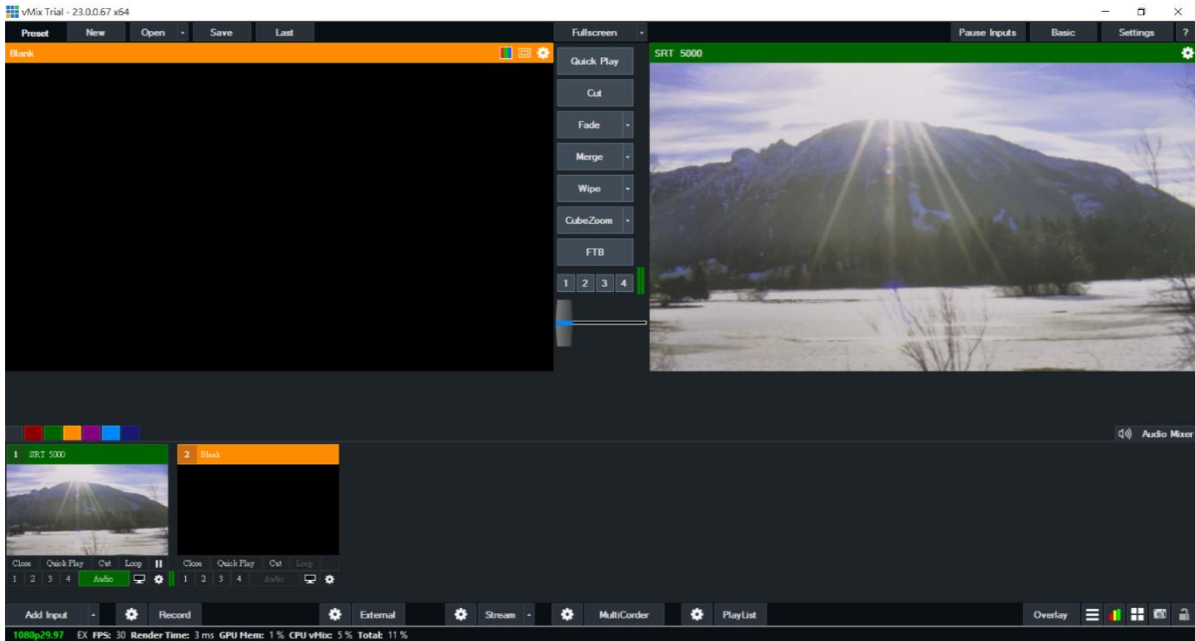 vMix Trial - 23.0.0.67 x64
Preset New Open Save Last Fullscreen Pause Inputs Basic Settings ?
Blank
SRT 5000
Quick Play
Cut
Fade
Merge
Wipe
CubeZoom
FTB
1 2 3 4
Audio Mixer
1 SRT 5000
2 Blank
Close Quick Play Cut Loop
Close Quick Play Cut Loop
1 2 3 4 Audio
1 2 3 4 Audio
Add Input Record External Stream MultiCorder PlayList Overlay
1080p29.97 EX FPS: 30 Render Time: 3 ms GPU Mem: 1 % CPU vMix: 5 % Total: 11 %